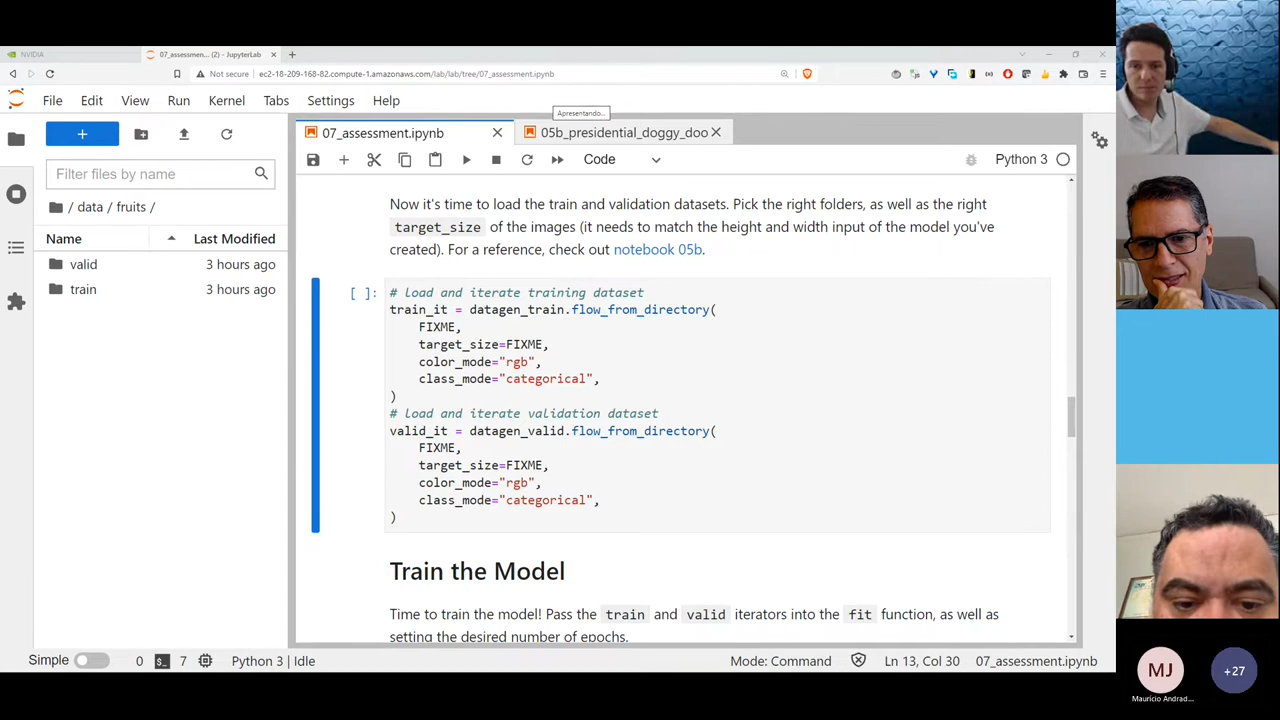 NVIDIA
07_assessment... (2) - JupyterLab
Not secure
ec2-18-209-168-82.compute-1.amazonaws.com/lab/lab/tree/07_assessment.ipynb
File Edit View Run Kernel Tabs Settings Help
Apresentando...
07_assessment.ipynb
05b_presidential_doggy_doo
Code
Python 3
Filter files by name
/ data / fruits /
Name Last Modified
valid 3 hours ago
train 3 hours ago
Now it's time to load the train and validation datasets. Pick the right folders, as well as the right
target_size of the images (it needs to match the height and width input of the model you've
created). For a reference, check out notebook 05b.
[ ]:
# load and iterate training dataset
train_it = datagen_train.flow_from_directory(
FIXME,
target_size=FIXME,
color_mode="rgb",
class_mode="categorical",
)
# load and iterate validation dataset
valid_it = datagen_valid.flow_from_directory(
FIXME,
target_size=FIXME,
color_mode="rgb",
class_mode="categorical",
)
Train the Model
Time to train the model! Pass the train and valid iterators into the fit function, as well as
setting the desired number of epochs.
Simple 0 $_ 7 Python 3 | Idle
Mode: Command Ln 13, Col 30 07_assessment.ipynb
MJ
+27
Maurício Andrad...